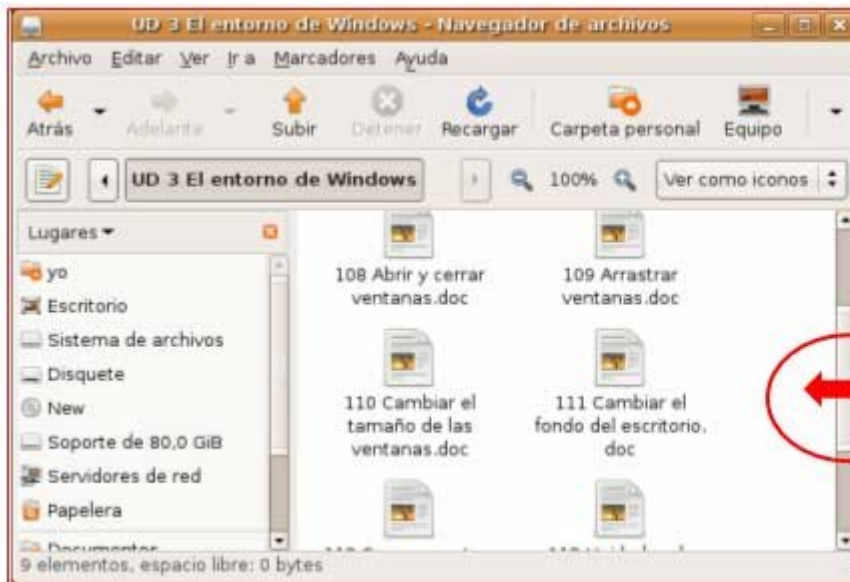 UD 3 El entorno de Windows - Navegador de archivos
Archivo Editar Ver Ir a Marcadores Ayuda
Atrás Adelante Subir Detener Recargar Carpeta personal Equipo
UD 3 El entorno de Windows 100% Ver como iconos
Lugares
yo
Escritorio
Sistema de archivos
Disquete
New
Soporte de 80,0 GiB
Servidores de red
Papelera
Documentos
108 Abrir y cerrar
ventanas.doc
109 Arrastrar
ventanas.doc
110 Cambiar el
tamaño de las
ventanas.doc
111 Cambiar el
fondo del escritorio.
doc
9 elementos, espacio libre: 0 bytes